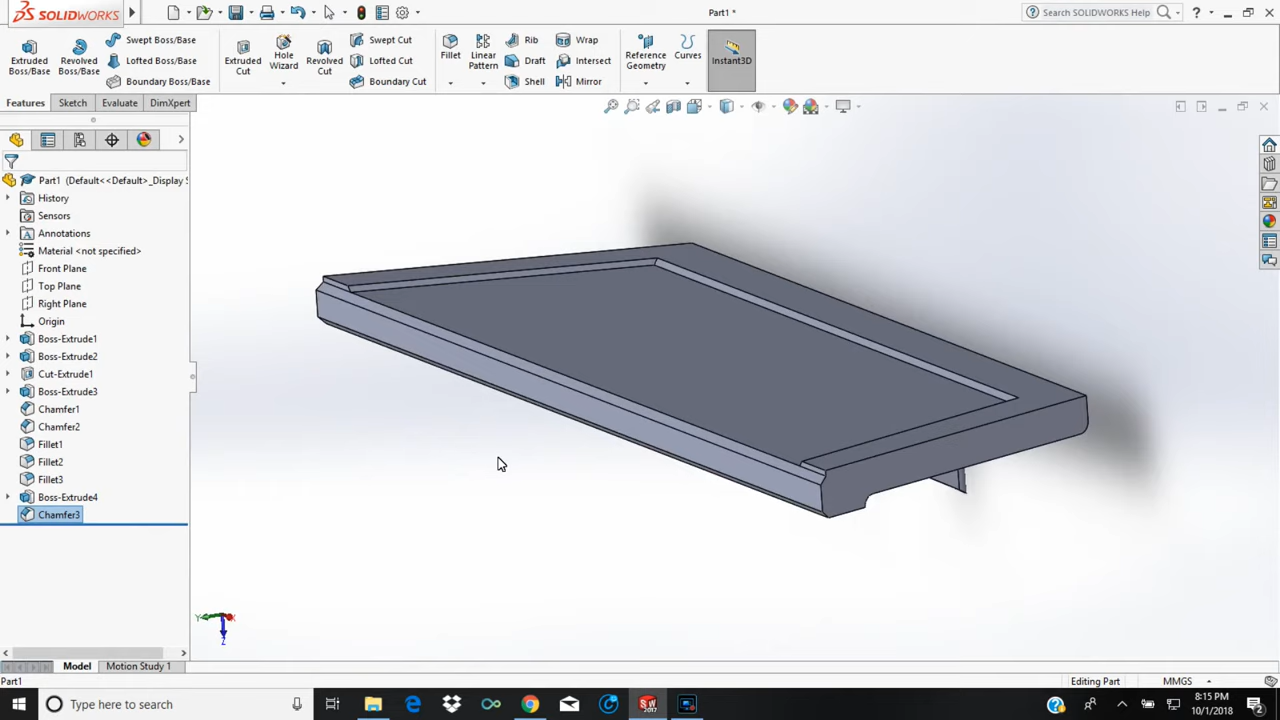 SOLIDWORKS
Part1 *
Search SOLIDWORKS Help
Extruded Boss/Base
Revolved Boss/Base
Swept Boss/Base
Lofted Boss/Base
Boundary Boss/Base
Extruded Cut
Hole Wizard
Revolved Cut
Swept Cut
Lofted Cut
Boundary Cut
Fillet
Linear Pattern
Rib
Draft
Shell
Wrap
Intersect
Mirror
Reference Geometry
Curves
Instant3D
Features
Sketch
Evaluate
DimXpert
Part1 (Default<<Default>_Display S
History
Sensors
Annotations
Material <not specified>
Front Plane
Top Plane
Right Plane
Origin
Boss-Extrude1
Boss-Extrude2
Cut-Extrude1
Boss-Extrude3
Chamfer1
Chamfer2
Fillet1
Fillet2
Fillet3
Boss-Extrude4
Chamfer3
Y
X
Z
Model
Motion Study 1
Part1
Editing Part
MMGS
Type here to search
SW
2017
8:15 PM
10/1/2018
2